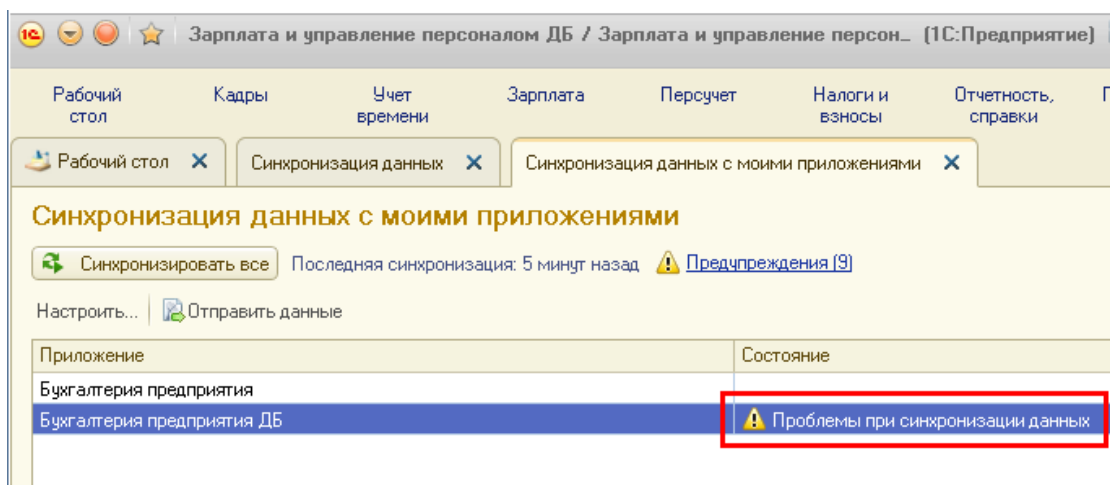 1С Зарплата и управление персоналом ДБ / Зарплата и управление персон... (1С:Предприятие)
Рабочий стол Кадры Учет времени Зарплата Персучет Налоги и взносы Отчетность, справки
Рабочий стол Синхронизация данных Синхронизация данных с моими приложениями
Синхронизация данных с моими приложениями
Синхронизировать все Последняя синхронизация: 5 минут назад Предупреждения (9)
Настроить... Отправить данные
Приложение Состояние
Бухгалтерия предприятия
Бухгалтерия предприятия ДБ Проблемы при синхронизации данных